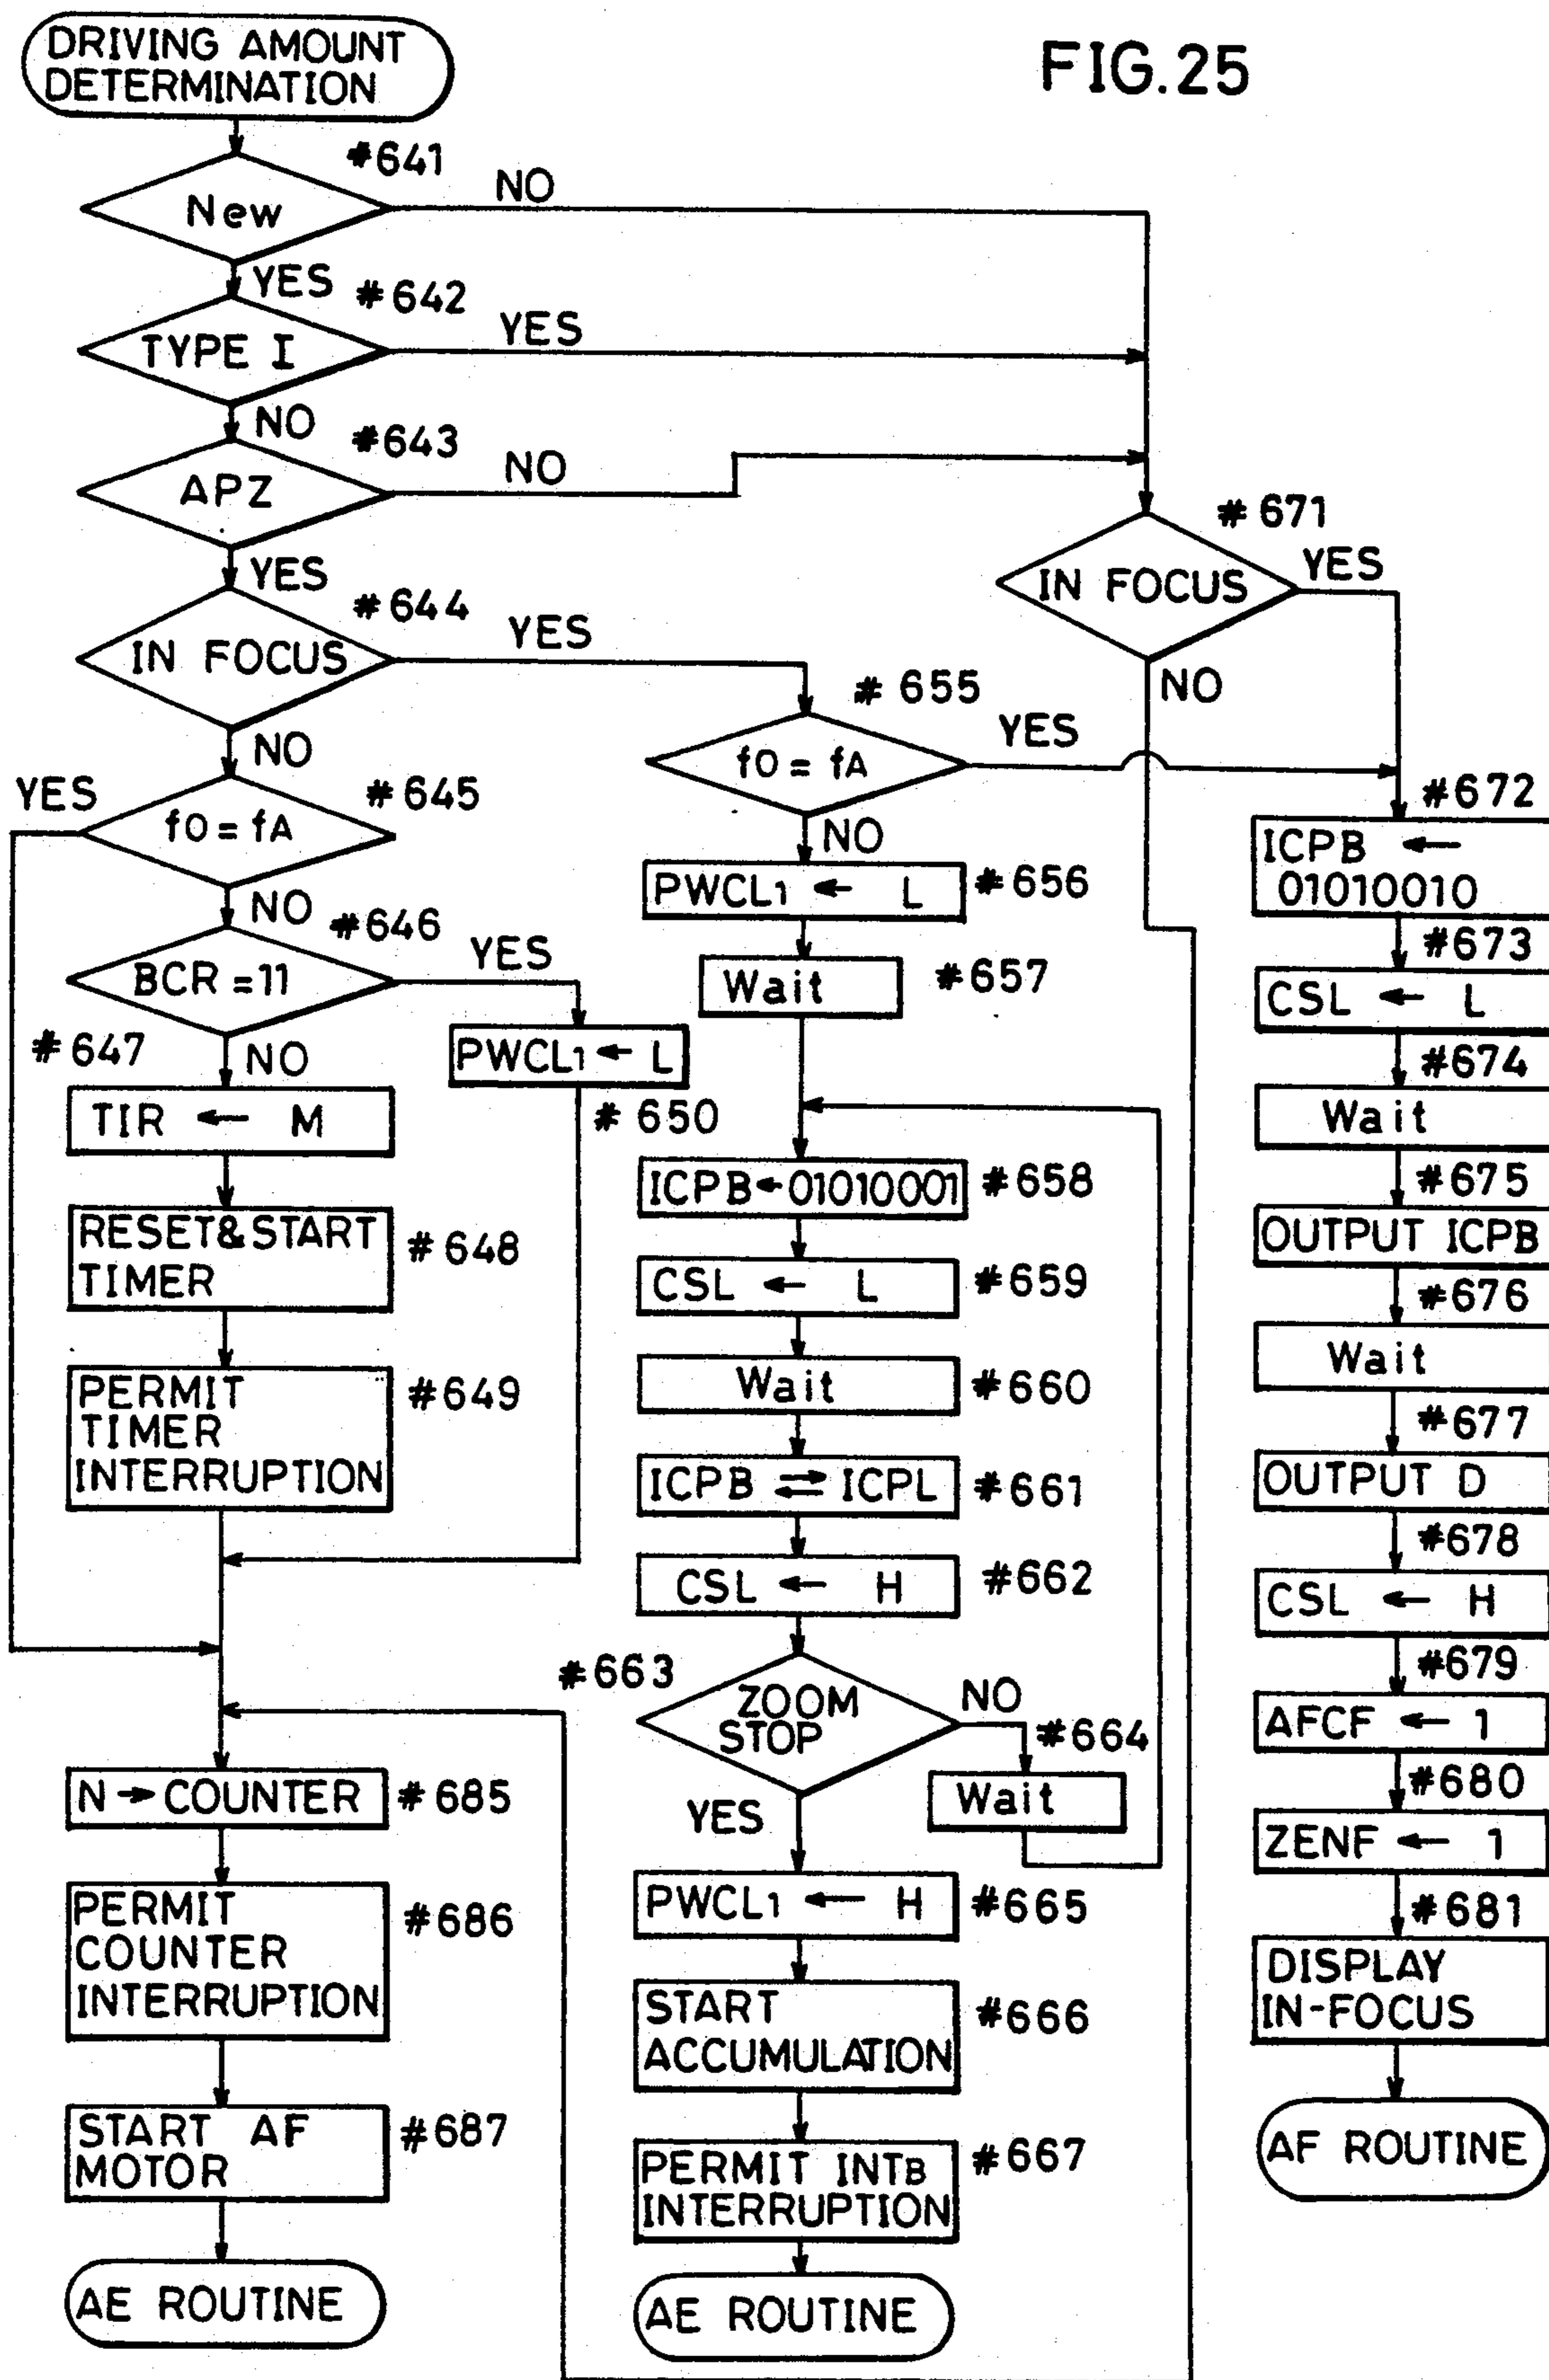 FIG.25
DRIVING AMOUNT
DETERMINATION
#641
New
NO
YES
#642
TYPE I
YES
NO
#643
APZ
NO
YES
#644
IN FOCUS
YES
NO
YES
#645
fO = fA
NO
#646
BCR = 11
YES
#647
NO
TIR ← M
PWCL1 ← L
#650
RESET&START
TIMER
#648
PERMIT
TIMER
INTERRUPTION
#649
N → COUNTER
#685
PERMIT
COUNTER
INTERRUPTION
#686
START AF
MOTOR
#687
AE ROUTINE
#655
fO = fA
YES
NO
PWCL1 ← L
#656
Wait
#657
ICPB ← 01010001
#658
CSL ← L
#659
Wait
#660
ICPB ⇄ ICPL
#661
CSL ← H
#662
#663
ZOOM
STOP
NO
#664
Wait
YES
PWCL1 ← H
#665
START
ACCUMULATION
#666
PERMIT INTB
INTERRUPTION
#667
AE ROUTINE
#671
IN FOCUS
YES
NO
#672
ICPB ←
01010010
#673
CSL ← L
#674
Wait
#675
OUTPUT ICPB
#676
Wait
#677
OUTPUT D
#678
CSL ← H
#679
AFCF ← 1
#680
ZENF ← 1
#681
DISPLAY
IN-FOCUS
AF ROUTINE